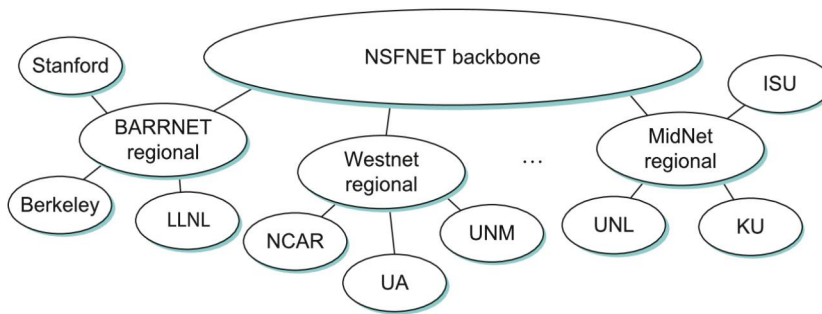 NSFNET backbone
Stanford
ISU
BARRNET
regional
MidNet
regional
Westnet
regional
...
Berkeley
LLNL
NCAR
UNM
UNL
KU
UA